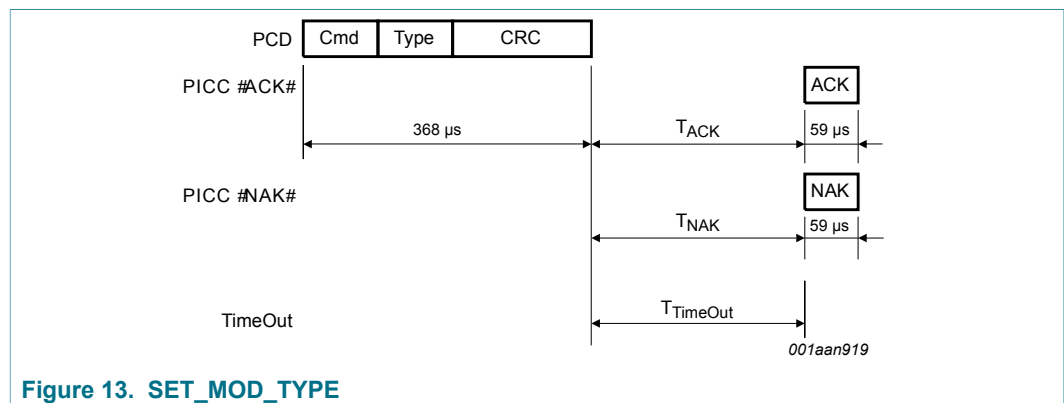 PCD Cmd Type CRC
PICC #ACK# ACK
368 µs TACK 59 µs
PICC #NAK# NAK
TNAK 59 µs
TimeOut TTimeOut
001aan919
Figure 13. SET_MOD_TYPE